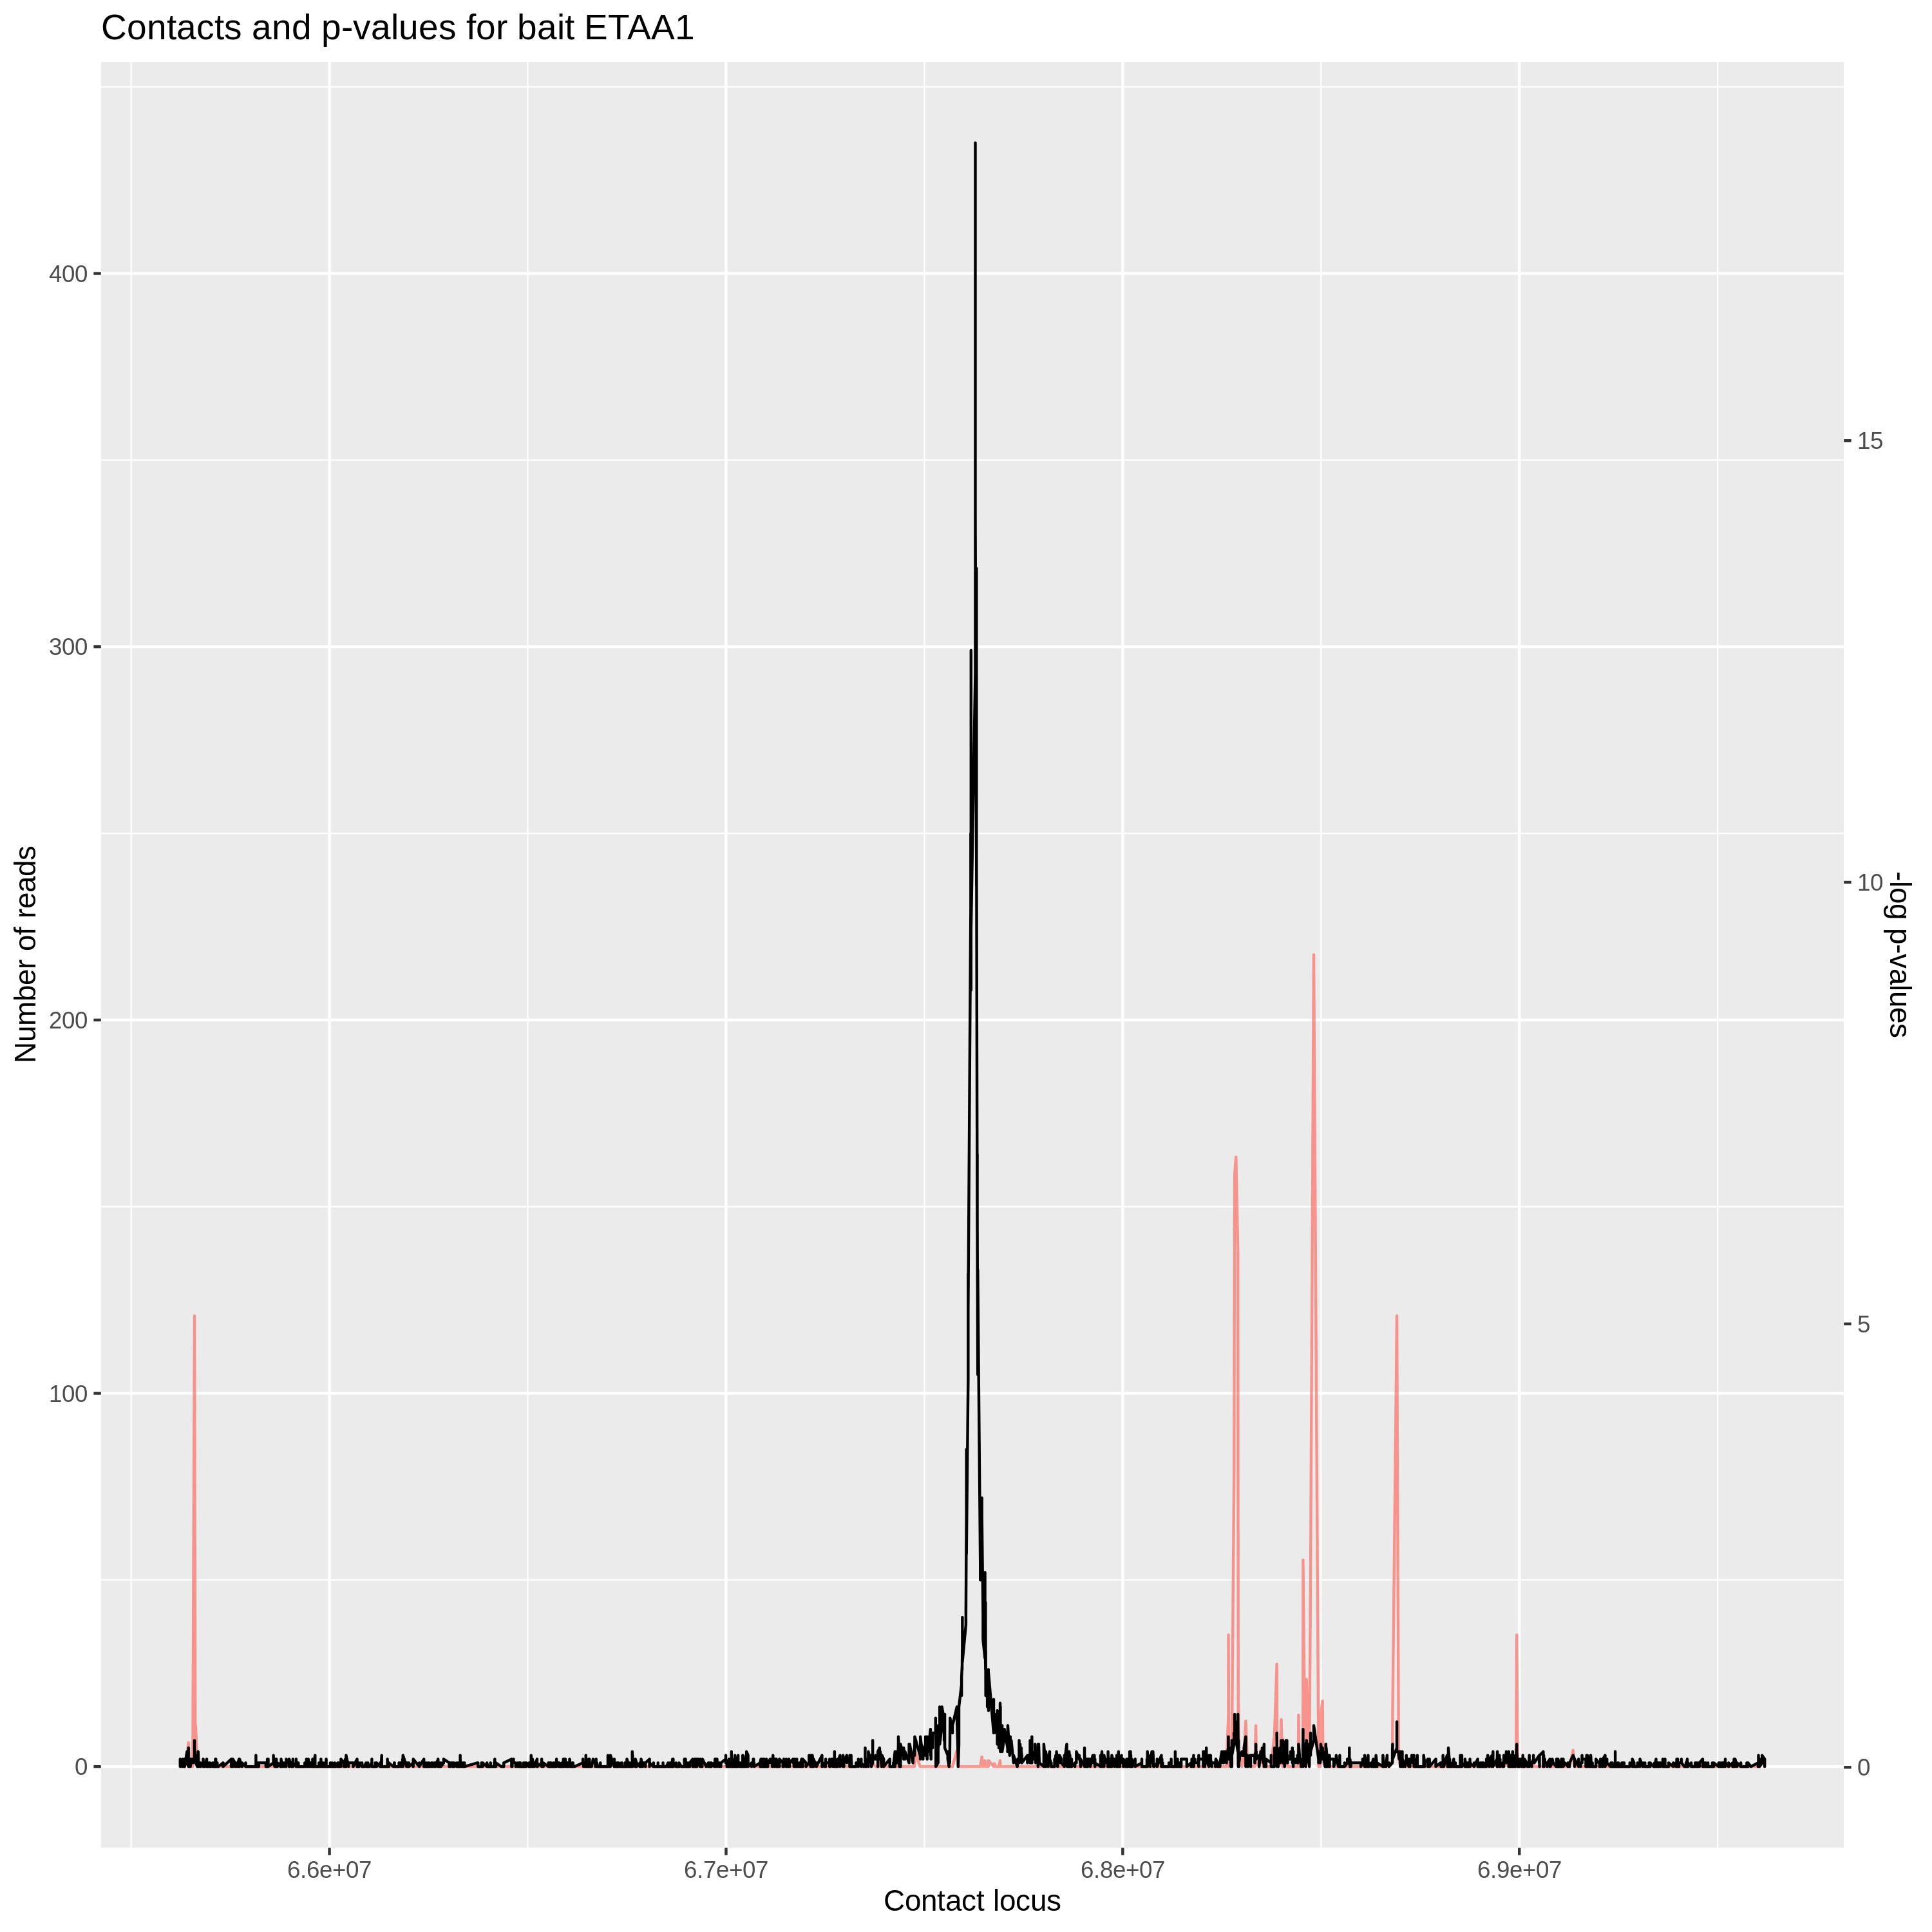 Contacts and p-values for bait ETAA1
400
300
200
100
0
15
10
5
0
6.6e+07
6.7e+07
6.8e+07
6.9e+07
Number of reads
-log p-values
Contact locus